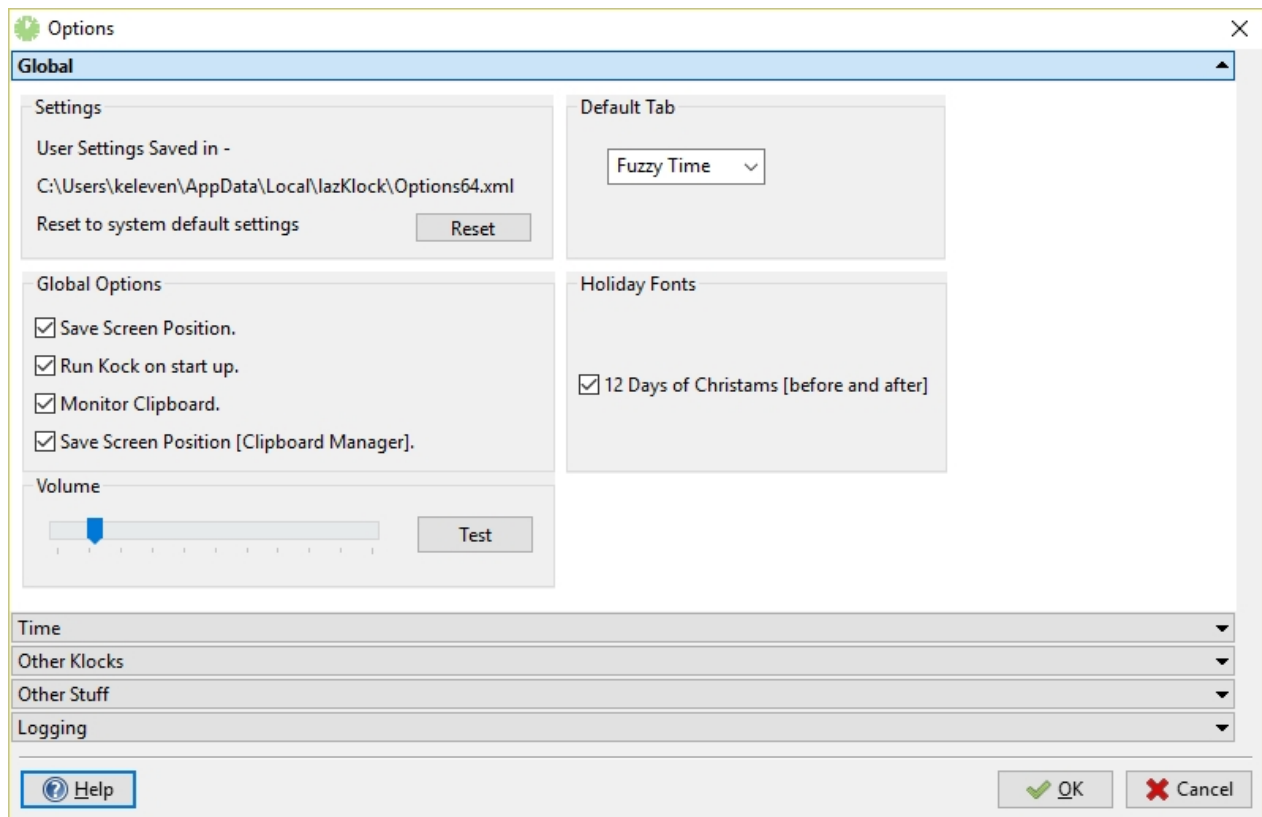 Options
Global
Settings
User Settings Saved in -
C:\Users\keleven\AppData\Local\lazKlock\Options64.xml
Reset to system default settings
Reset
Default Tab
Fuzzy Time
Global Options
Save Screen Position.
Run Kock on start up.
Monitor Clipboard.
Save Screen Position [Clipboard Manager].
Holiday Fonts
12 Days of Christams [before and after]
Volume
Test
Time
Other Klocks
Other Stuff
Logging
Help
OK
Cancel